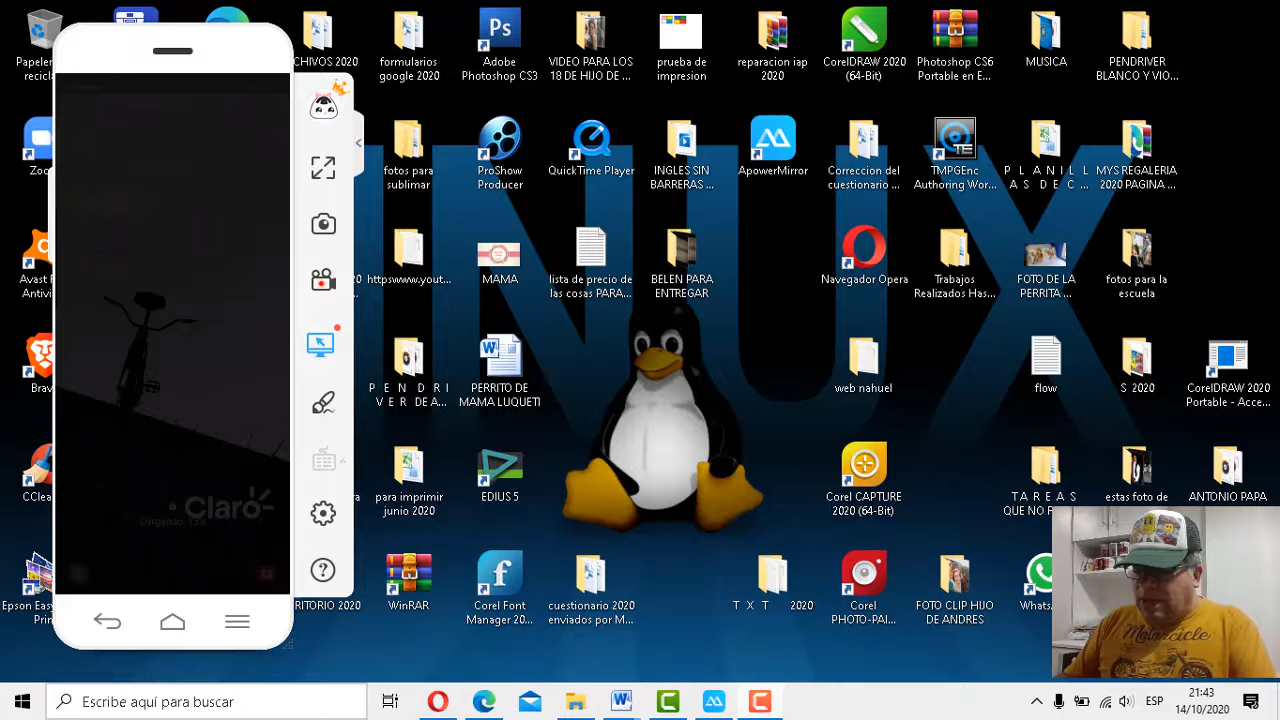 Papeler
recicl
CHIVOS 2020
formularios
google 2020
Ps
Adobe
Photoshop CS3
VIDEO PARA LOS
18 DE HIJO DE ...
prueba de
impresion
reparacion iap
2020
CorelDRAW 2020
(64-Bit)
Photoshop CS6
Portable en E...
MUSICA
PENDRIVER
BLANCO Y VIO...
Zoo
fotos para
sublimar
ProShow
Producer
QuickTime Player
INGLES SIN
BARRERAS ...
ApowerMirror
Correccion del
cuestionario ...
TE
TMPGEnc
Authoring Wor...
P L A N I L L
A S D E C ...
MYS REGALERIA
2020 PAGINA ...
NUX
Avast F
Antivi
httpswww.yout...
MAMA
lista de precio de
las cosas PARA...
BELEN PARA
ENTREGAR
Navegador Opera
Trabajos
Realizados Has...
FOTO DE LA
PERRITA ...
fotos para la
escuela
Brav
P E N D R I
V E R DE A...
PERRITO DE
MAMA LUQUETI
web nahuel
flow
S 2020
CorelDRAW 2020
Portable - Acce...
CClea
para imprimir
junio 2020
EDIUS 5
Corel CAPTURE
2020 (64-Bit)
T A R E A S
QUE NO P
estas foto de
ANTONIO PAPA
Claro
Cargando
Epson Easy
Prin
RITORIO 2020
WinRAR
Corel Font
Manager 20...
cuestionario 2020
enviados por M...
T X T 2020
Corel
PHOTO-PAI...
FOTO CLIP HIJO
DE ANDRES
Whats
Motorcicle
Escribe aquí para buscar
ESP
21:43
14/10/2020